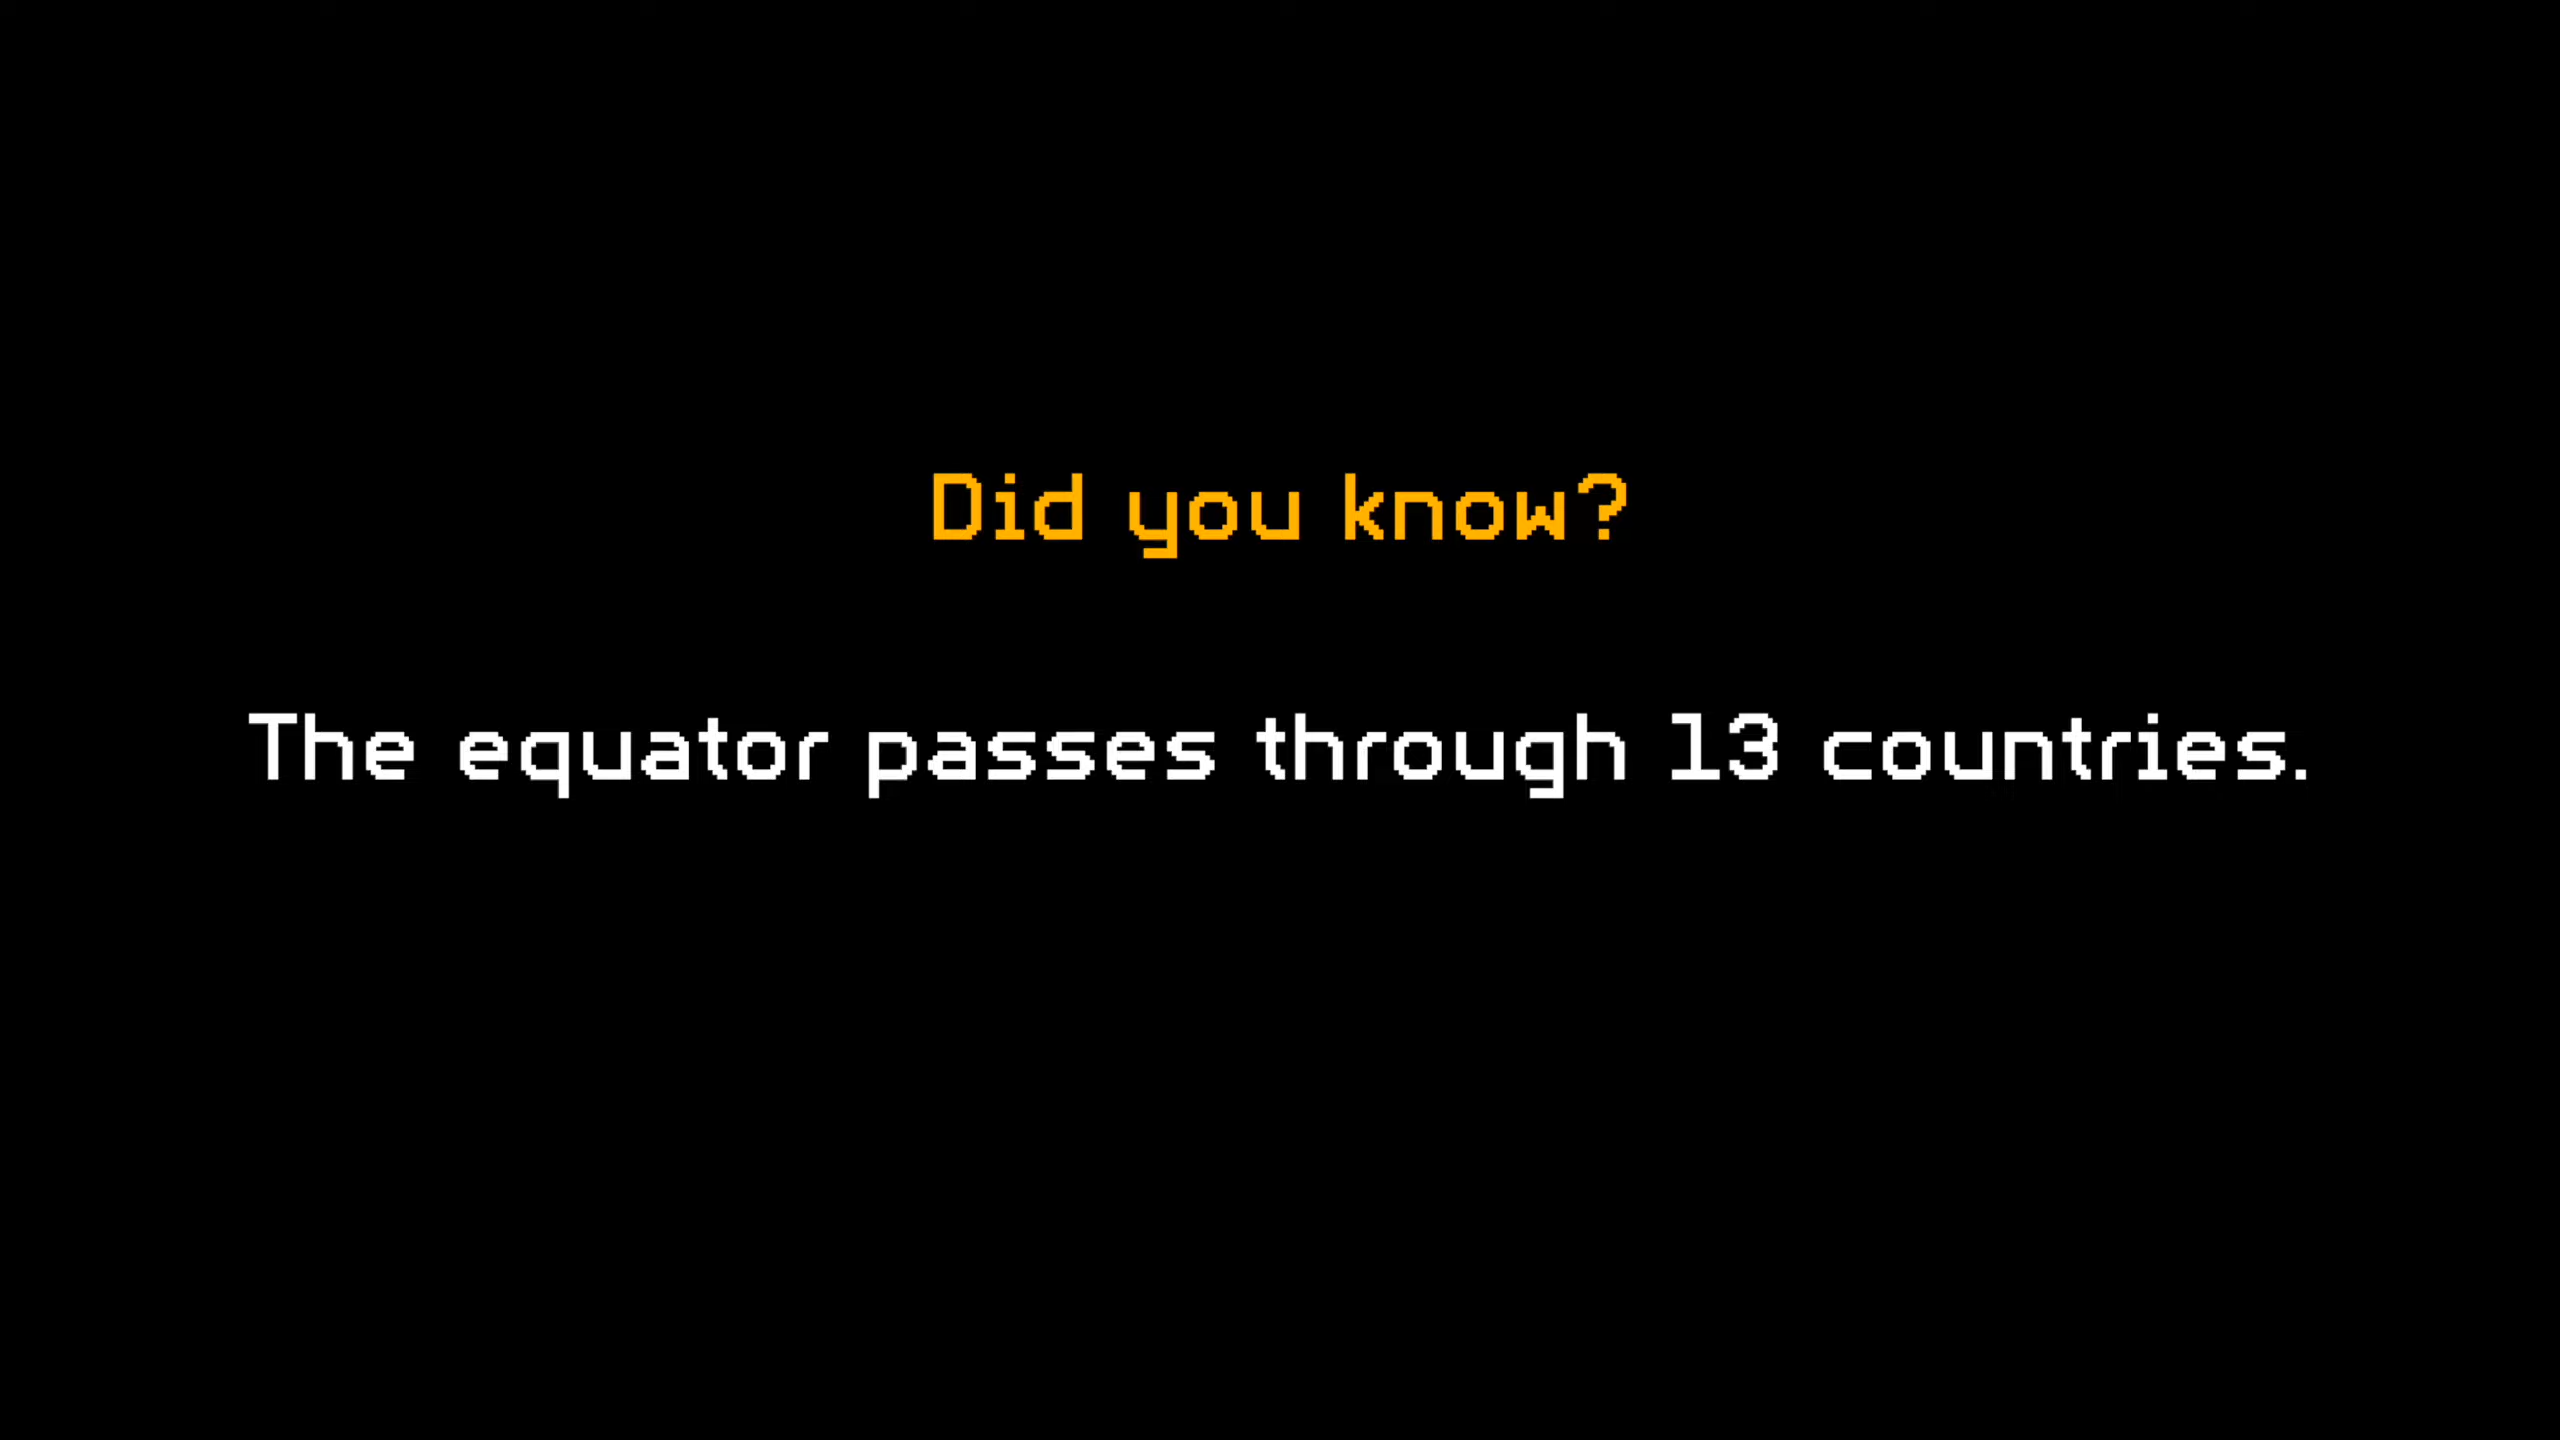 Did you know?
The equator passes through 13 countries.